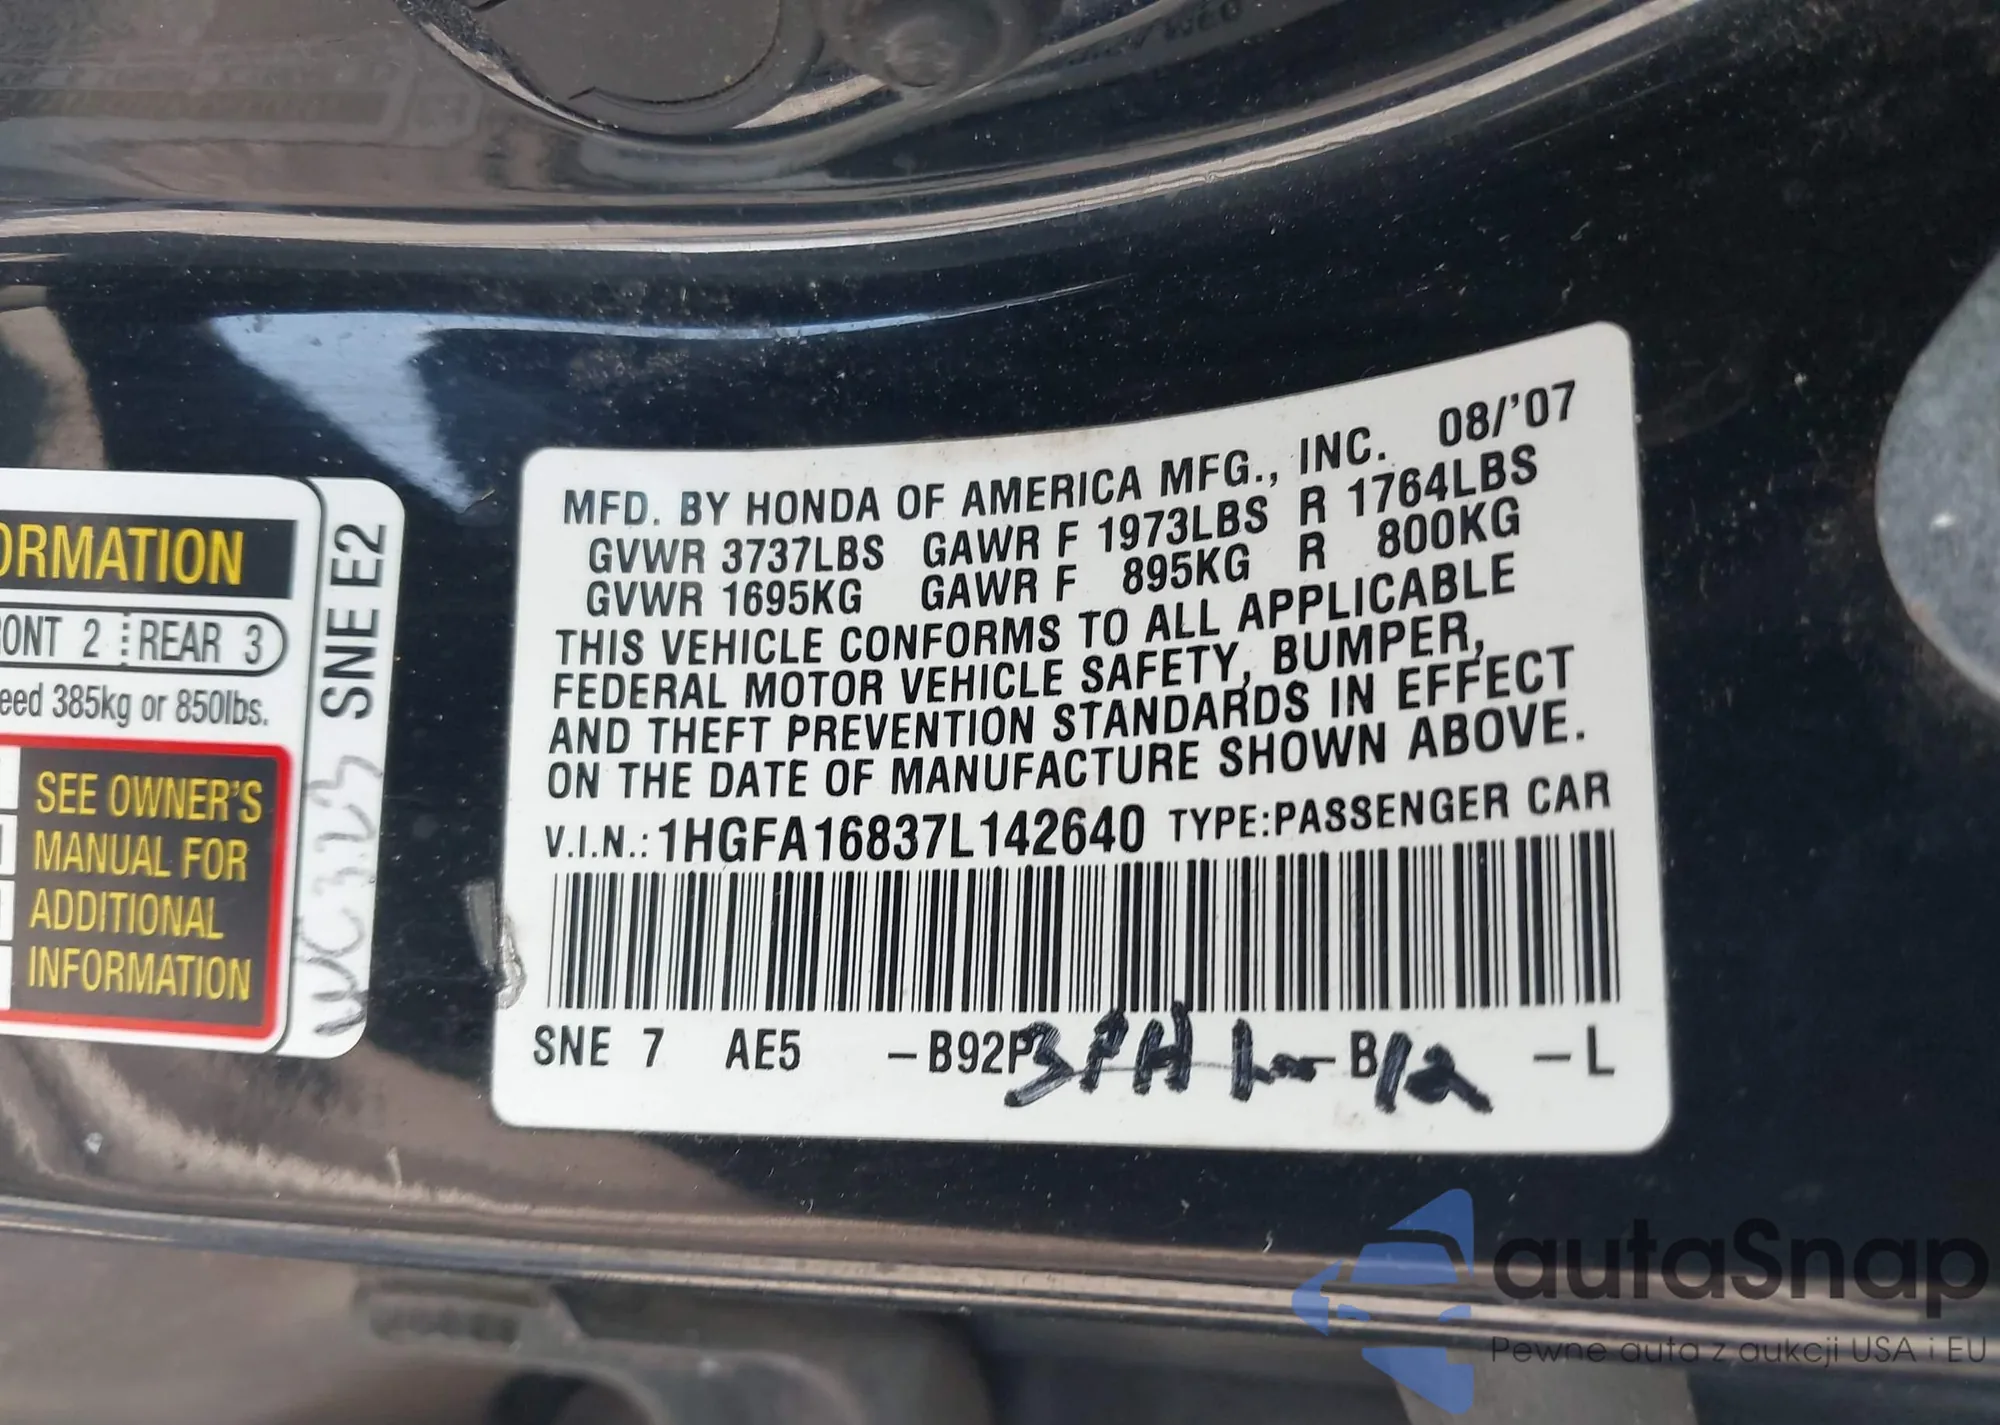 ORMATION
ONT 2 REAR 3
eed 385kg or 850lbs.
SEE OWNER'S
MANUAL FOR
ADDITIONAL
INFORMATION
SNE E2
MFD. BY HONDA OF AMERICA MFG., INC. 08/'07
GVWR 3737LBS GAWR F 1973LBS R 1764LBS
GVWR 1695KG GAWR F 895KG R 800KG
THIS VEHICLE CONFORMS TO ALL APPLICABLE
FEDERAL MOTOR VEHICLE SAFETY, BUMPER,
AND THEFT PREVENTION STANDARDS IN EFFECT
ON THE DATE OF MANUFACTURE SHOWN ABOVE.
V.I.N.: 1HGFA16837L142640 TYPE:PASSENGER CAR
SNE 7 AE5 –B92P B –L
autaSnap
Pewne auta z aukcji USA i EU